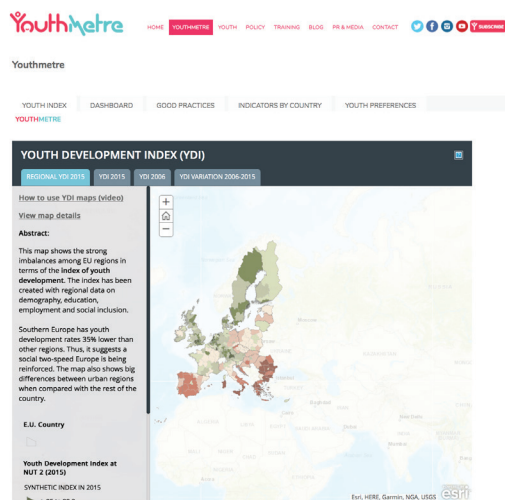 Youthmetre
HOME YOUTHMETRE YOUTH POLICY TRAINING BLOG PR & MEDIA CONTACT SUBSCRIBE
Youthmetre
YOUTH INDEX DASHBOARD GOOD PRACTICES INDICATORS BY COUNTRY YOUTH PREFERENCES
YOUTHMETRE
YOUTH DEVELOPMENT INDEX (YDI)
REGIONAL YDI 2015 YDI 2015 YDI 2006 YDI VARIATION 2006-2015
How to use YDI maps (video)
View map details
Abstract:
This map shows the strong
imbalances among EU regions in
terms of the index of youth
development. The index has been
created with regional data on
demography, education,
employment and social inclusion.
Southern Europe has youth
development rates 35% lower than
other regions. Thus, it suggests a
social two-speed Europe is being
reinforced. The map also shows big
differences between urban regions
when compared with the rest of the
country.
E.U. Country
Youth Development Index at
NUT 2 (2015)
SYNTHETIC INDEX IN 2015
Esri, HERE, Garmin, NGA, USGS esri